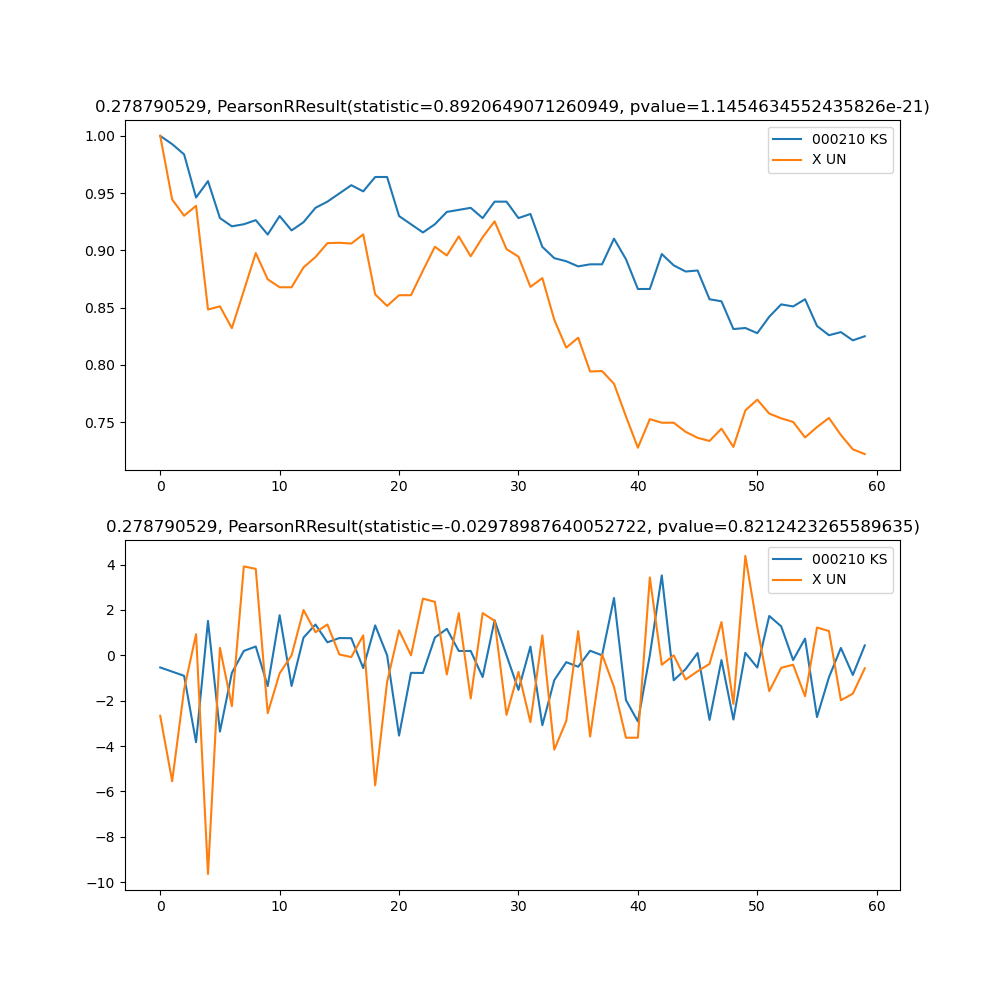 0.278790529, PearsonRResult(statistic=0.8920649071260949, pvalue=1.1454634552435826e-21)
000210 KS
X UN
1.00
0.95
0.90
0.85
0.80
0.75
0 10 20 30 40 50 60
0.278790529, PearsonRResult(statistic=-0.02978987640052722, pvalue=0.8212423265589635)
000210 KS
X UN
4
2
0
−2
−4
−6
−8
−10
0 10 20 30 40 50 60